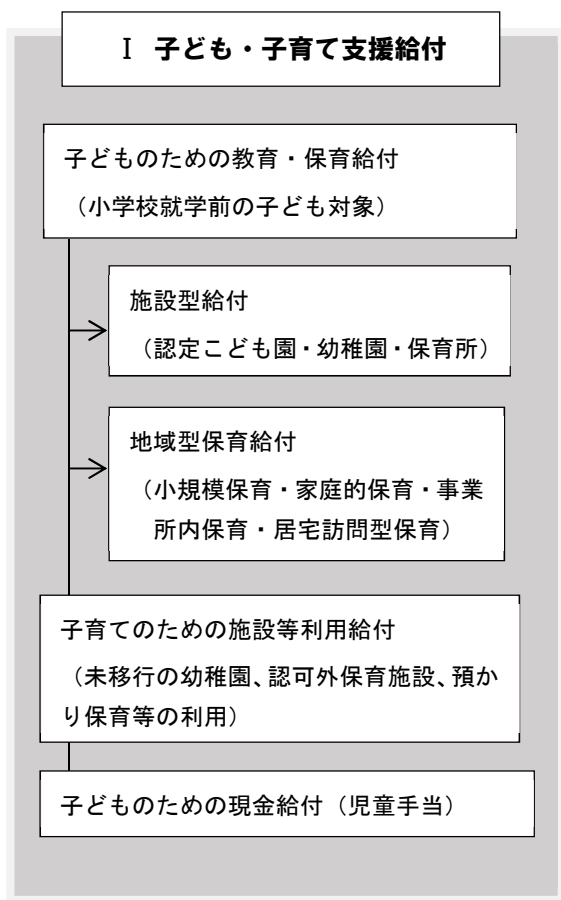 Ⅰ 子ども・子育て支援給付
子どものための教育・保育給付
（小学校就学前の子ども対象）
施設型給付
（認定こども園・幼稚園・保育所）
地域型保育給付
（小規模保育・家庭的保育・事業
所内保育・居宅訪問型保育）
子育てのための施設等利用給付
（未移行の幼稚園、認可外保育施設、預か
り保育等の利用）
子どものための現金給付（児童手当）